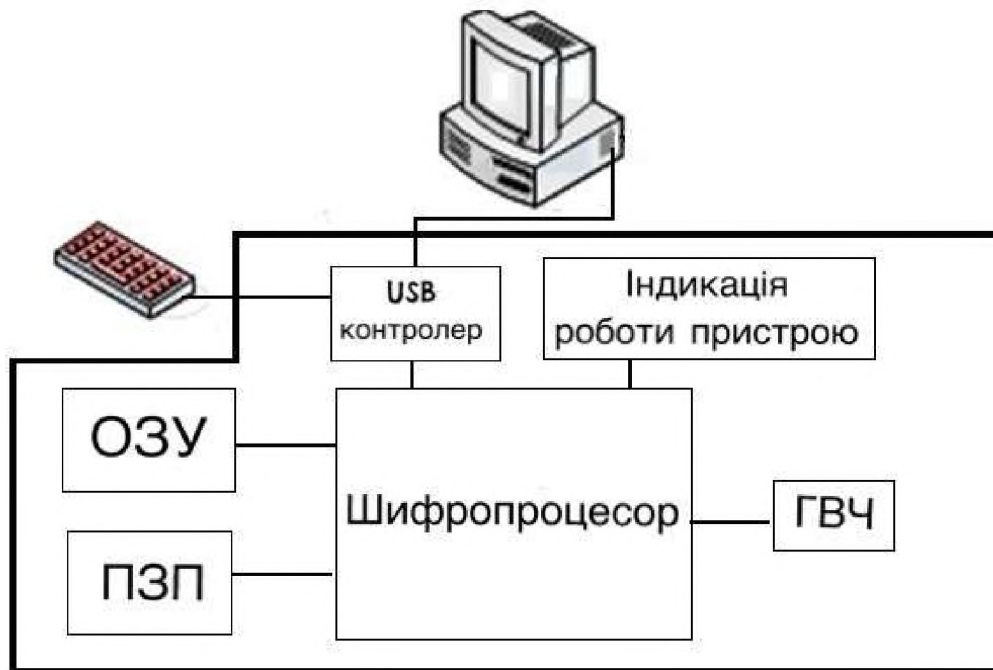 USB
контролер
Індикація
роботи пристрою
ОЗУ
Шифропроцесор
ГВЧ
ПЗП